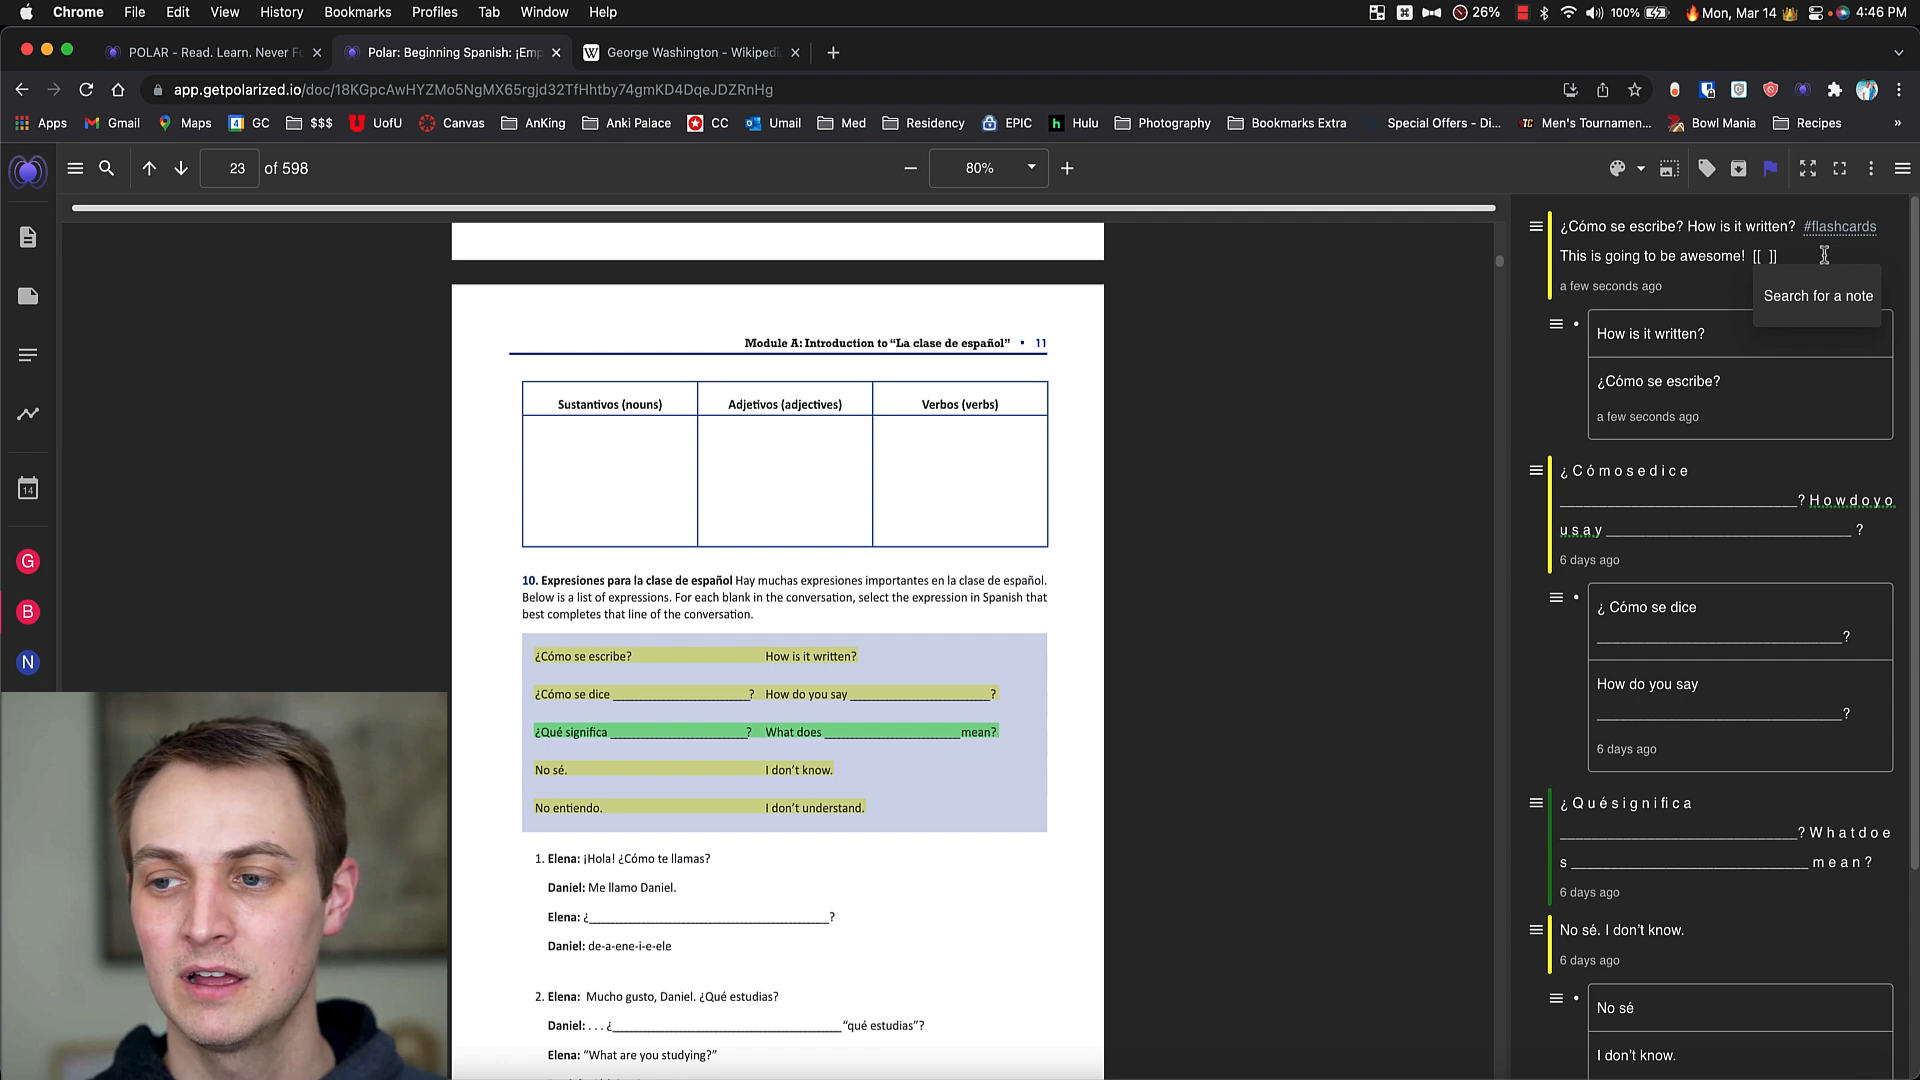 Chrome File Edit View History Bookmarks Profiles Tab Window Help
26% 100% Mon, Mar 14 4:46 PM
POLAR - Read. Learn. Never F
Polar: Beginning Spanish: ¡Emp
George Washington - Wikiped
app.getpolarized.io/doc/18KGpcAwHYZMo5NgMX65rgjd32TfHhtby74gmKD4DqeJDZRnHg
Apps Gmail Maps GC $$$ UofU Canvas AnKing Anki Palace CC Umail Med Residency EPIC Hulu Photography Bookmarks Extra Special Offers - Di... Men's Tournamen... Bowl Mania Recipes »
23 of 598
80%
14
G
B
N
Module A: Introduction to “La clase de español” • 11
Sustantivos (nouns) Adjetivos (adjectives) Verbos (verbs)
10. Expresiones para la clase de español Hay muchas expresiones importantes en la clase de español.
Below is a list of expressions. For each blank in the conversation, select the expression in Spanish that
best completes that line of the conversation.
¿Cómo se escribe? How is it written?
¿Cómo se dice ____________________? How do you say ____________________?
¿Qué significa ____________________? What does ____________________mean?
No sé. I don’t know.
No entiendo. I don’t understand.
1. Elena: ¡Hola! ¿Cómo te llamas?
Daniel: Me llamo Daniel.
Elena: ¿____________________?
Daniel: de-a-ene-i-e-ele
2. Elena: Mucho gusto, Daniel. ¿Qué estudias?
Daniel: . . . ¿____________________ “qué estudias”?
Elena: “What are you studying?”
¿Cómo se escribe? How is it written? #flashcards
This is going to be awesome! [[ ]]
a few seconds ago
Search for a note
How is it written?
¿Cómo se escribe?
a few seconds ago
¿ C ó m o s e d i c e
____________________? H o w d o y o
u s a y ____________________ ?
6 days ago
¿ Cómo se dice
____________________?
How do you say
____________________?
6 days ago
¿ Q u é s i g n i fi c a
____________________? W h a t d o e
s ____________________ m e a n ?
6 days ago
No sé. I don’t know.
6 days ago
No sé
I don't know.